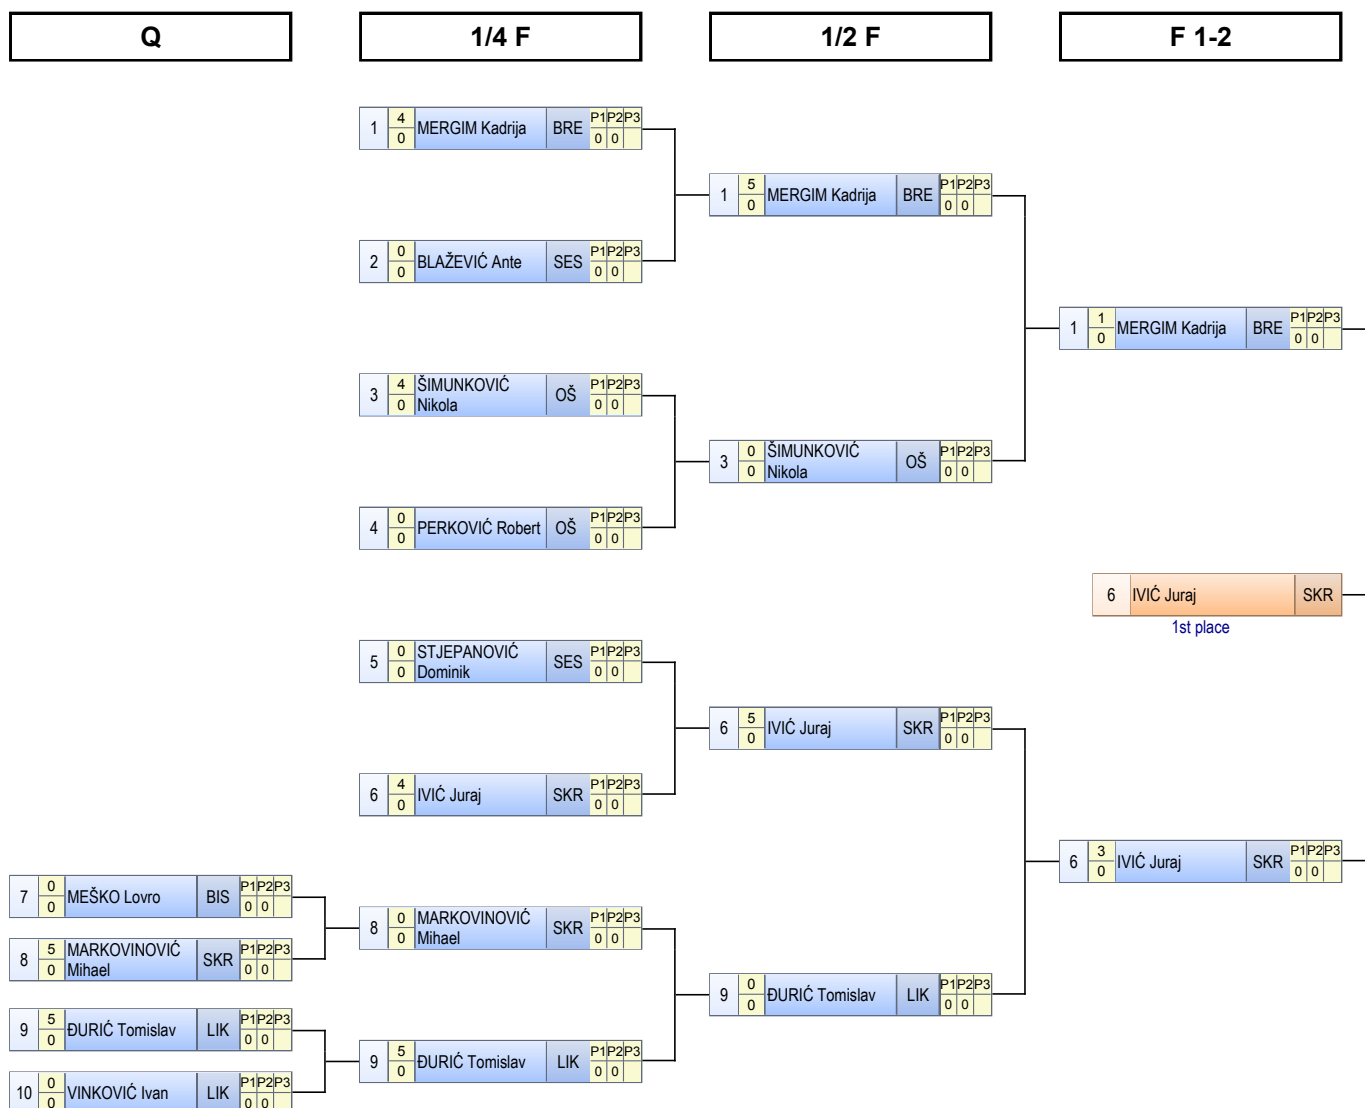 Q 1/4 F 1/2 F F 1-2
4 P1 P2 P3
1 MERGIM Kadrija BRE
0 0 0
5 P1 P2 P3
1 MERGIM Kadrija BRE
0 0 0
0 P1 P2 P3
2 BLAŽEVIĆ Ante SES
0 0 0
1 P1 P2 P3
1 MERGIM Kadrija BRE
0 0 0
4 ŠIMUNKOVIĆ P1 P2 P3
3 OŠ
0 Nikola 0 0
0 ŠIMUNKOVIĆ P1 P2 P3
3 OŠ
0 Nikola 0 0
0 P1 P2 P3
4 PERKOVIĆ Robert OŠ
0 0 0
6 IVIĆ Juraj SKR
1st place
0 STJEPANOVIĆ P1 P2 P3
5 SES
0 Dominik 0 0
5 P1 P2 P3
6 IVIĆ Juraj SKR
0 0 0
4 P1 P2 P3
6 IVIĆ Juraj SKR
0 0 0
3 P1 P2 P3
6 IVIĆ Juraj SKR
0 0 0
0 P1 P2 P3
7 MEŠKO Lovro BIS
0 0 0
0 MARKOVINOVIĆ P1 P2 P3
8 SKR
0 Mihael 0 0
5 MARKOVINOVIĆ P1 P2 P3
8 SKR
0 Mihael 0 0
0 P1 P2 P3
9 ĐURIĆ Tomislav LIK
0 0 0
5 P1 P2 P3
9 ĐURIĆ Tomislav LIK
0 0 0
5 P1 P2 P3
9 ĐURIĆ Tomislav LIK
0 0 0
0 P1 P2 P3
10 VINKOVIĆ Ivan LIK
0 0 0